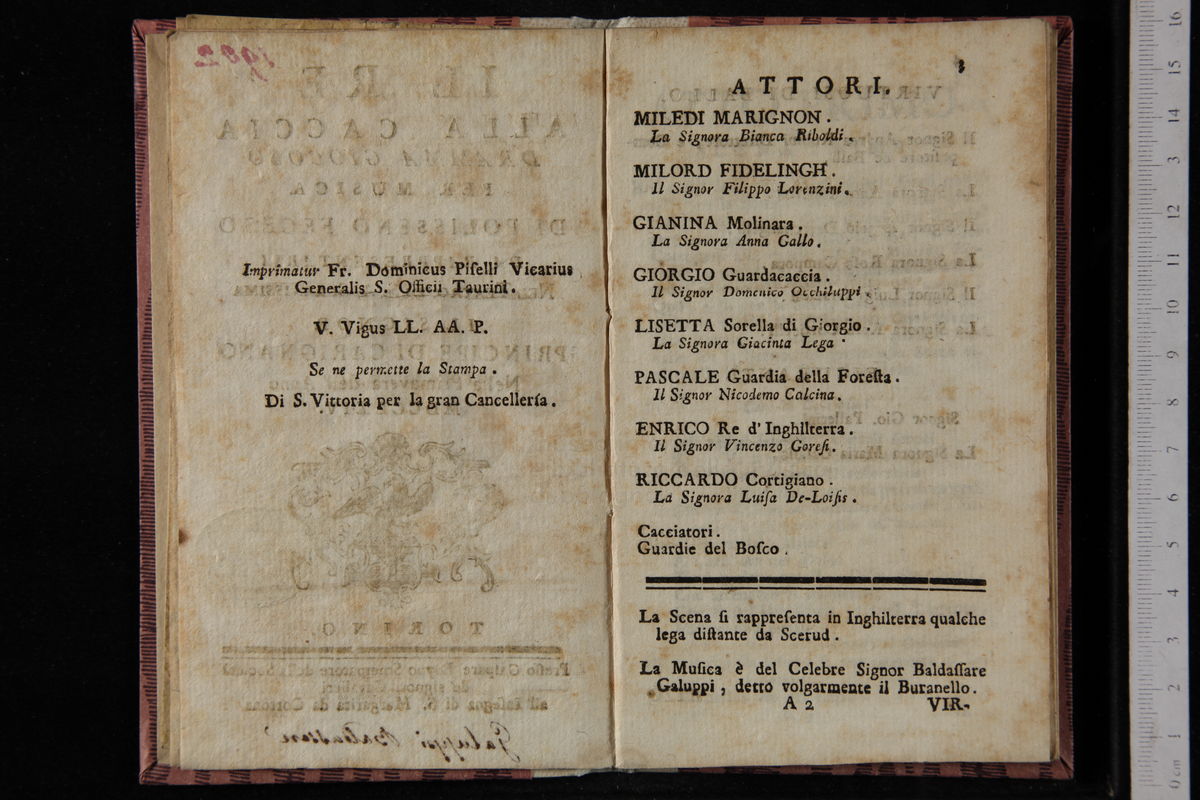 Imprimatur Fr. Dominicus Piſelli Vicarius
Generalis S. Officii Taurini.
V. Vigus LL. AA. P.
Se ne permette la Stampa.
Di S. Vittoria per la gran Cancellería.
3
ATTORI.
MILEDI MARIGNON.
La Signora Bianca Riboldi.
MILORD FIDELINGH.
Il Signor Filippo Lorenzini.
GIANINA Molinara.
La Signora Anna Gallo.
GIORGIO Guardacaccia.
Il Signor Domenico Occhiluppi.
LISETTA Sorella di Giorgio.
La Signora Giacinta Lega.
PASCALE Guardia della Foreſta.
Il Signor Nicodemo Calcina.
ENRICO Re d'Inghilterra.
Il Signor Vincenzo Goreſi.
RICCARDO Cortigiano.
La Signora Luiſa De-Loiſis.
Cacciatori.
Guardie del Boſco.
La Scena ſi rappreſenta in Inghilterra qualche
lega diſtante da Scerud.
La Muſica è del Celebre Signor Baldaſſare
Galuppi, detto volgarmente il Buranello.
A 2 VIR-